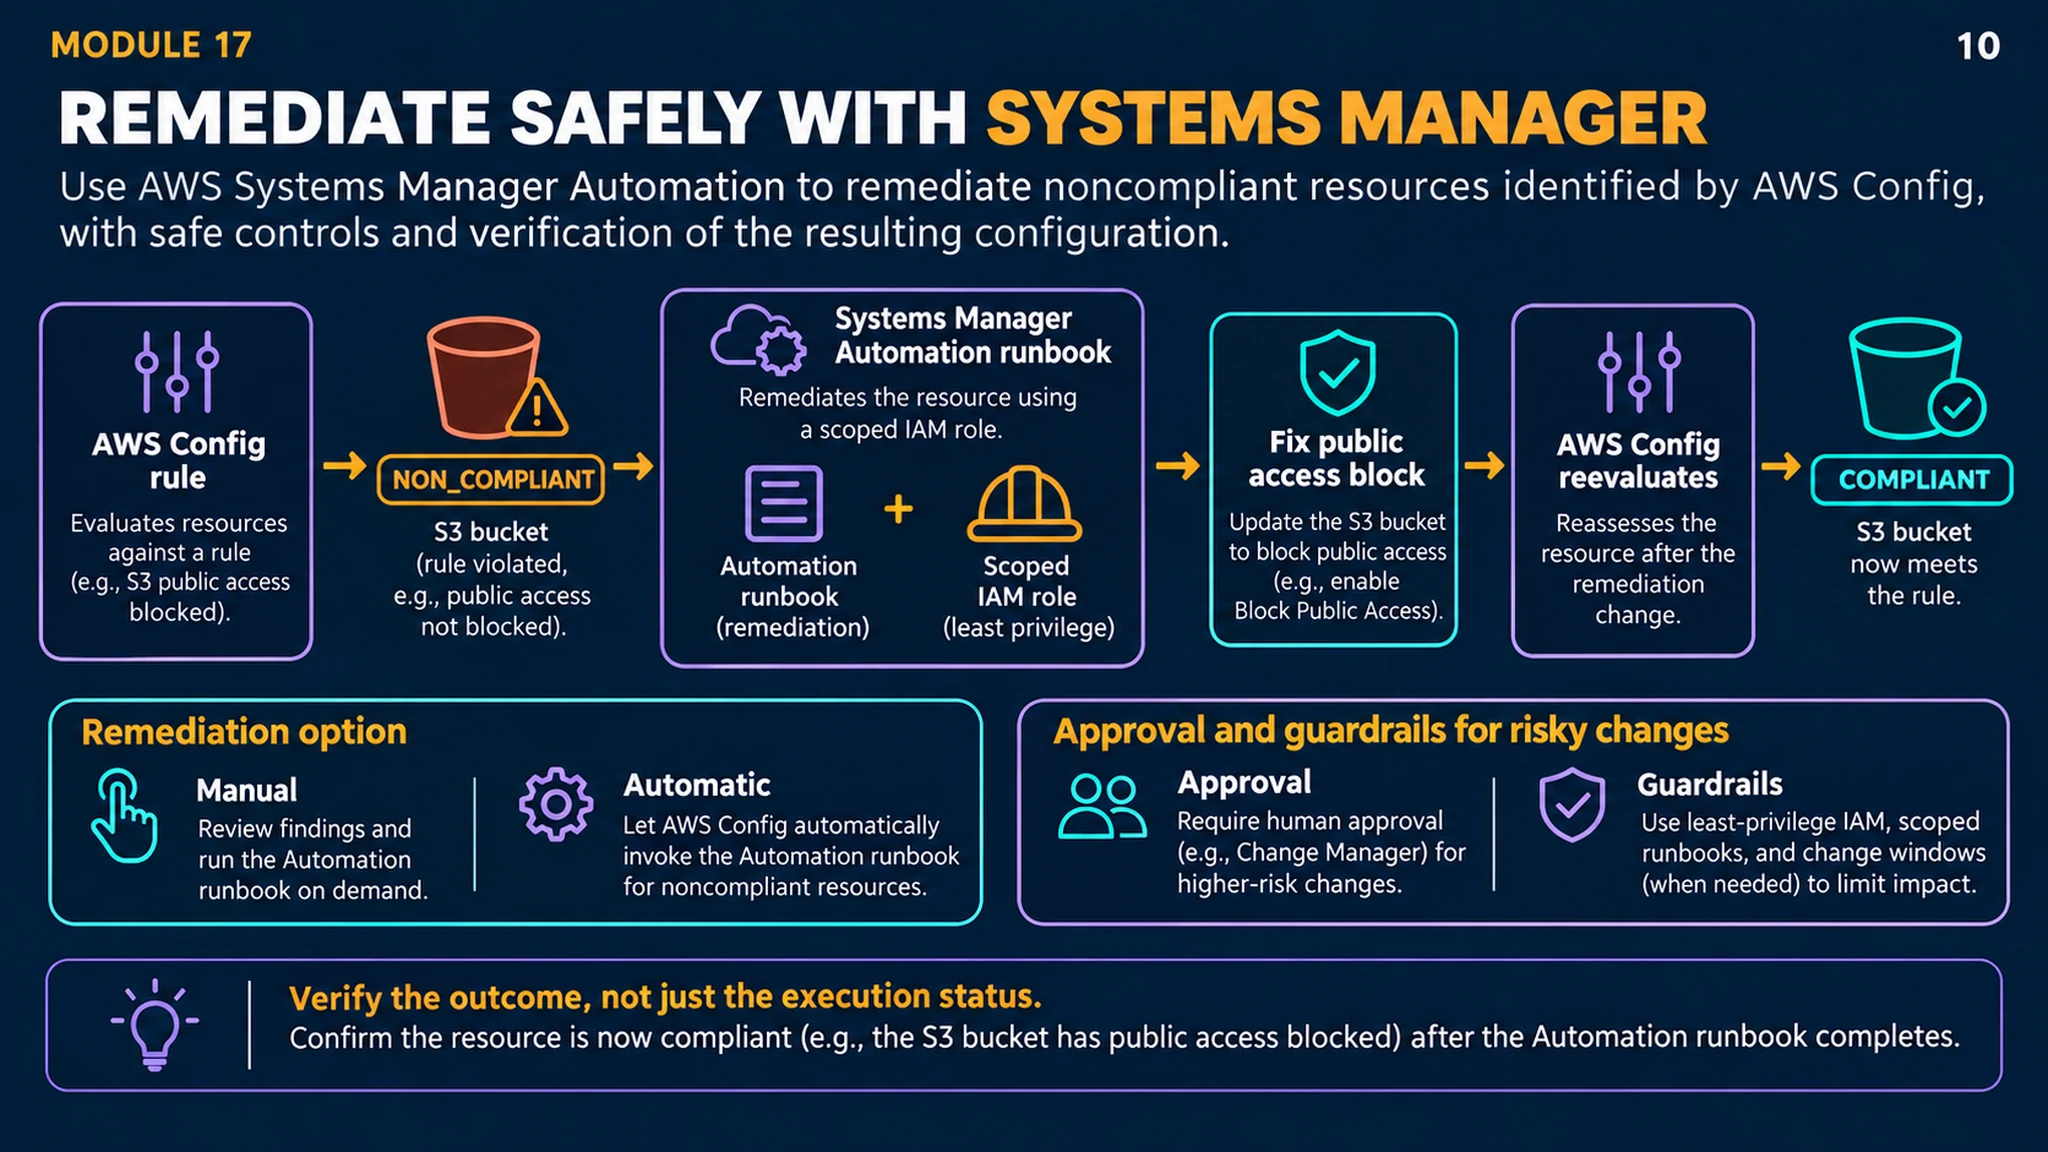 MODULE 17
10
REMEDIATE SAFELY WITH SYSTEMS MANAGER
Use AWS Systems Manager Automation to remediate noncompliant resources identified by AWS Config,
with safe controls and verification of the resulting configuration.
AWS Config
rule
Evaluates resources
against a rule
(e.g., S3 public access
blocked).
NON_COMPLIANT
S3 bucket
(rule violated,
e.g., public access
not blocked).
Systems Manager
Automation runbook
Remediates the resource using
a scoped IAM role.
Automation
runbook
(remediation)
+
Scoped
IAM role
(least privilege)
Fix public
access block
Update the S3 bucket
to block public access
(e.g., enable
Block Public Access).
AWS Config
reevaluates
Reassesses the
resource after the
remediation
change.
COMPLIANT
S3 bucket
now meets
the rule.
Remediation option
Manual
Review findings and
run the Automation
runbook on demand.
Automatic
Let AWS Config automatically
invoke the Automation runbook
for noncompliant resources.
Approval and guardrails for risky changes
Approval
Require human approval
(e.g., Change Manager) for
higher-risk changes.
Guardrails
Use least-privilege IAM, scoped
runbooks, and change windows
(when needed) to limit impact.
Verify the outcome, not just the execution status.
Confirm the resource is now compliant (e.g., the S3 bucket has public access blocked) after the Automation runbook completes.